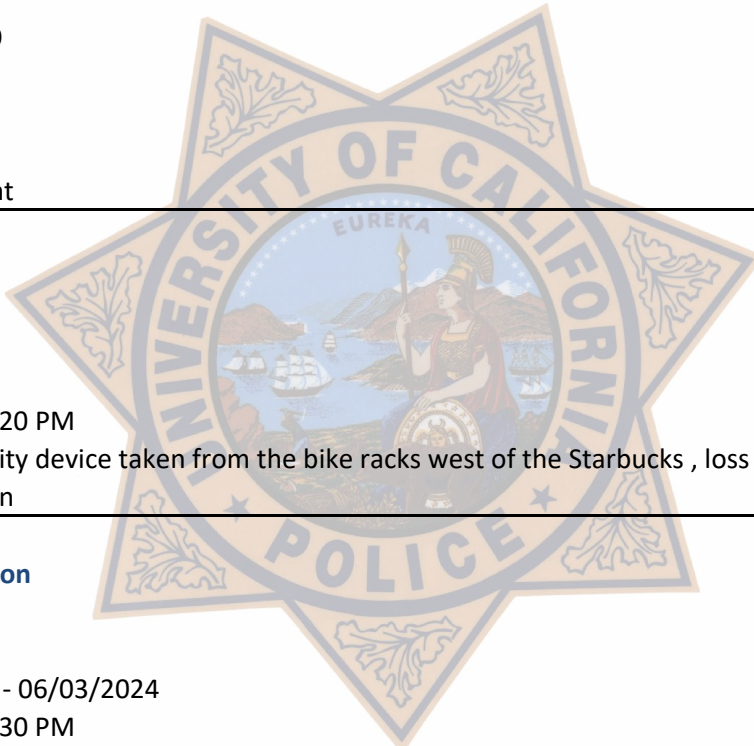 )
nt
UNIVERSITY OF CALIFORNIA
EUREKA
20 PM
ity device taken from the bike racks west of the Starbucks , loss
n
POLICE
on
- 06/03/2024
30 PM